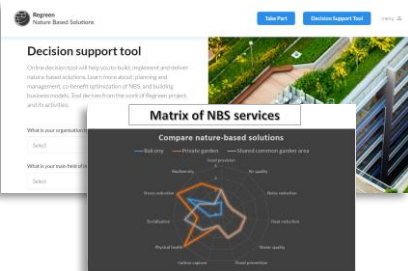 Regreen
Nature Based Solutions
Take Part
Decision Support Tool
menu
Decision support tool
Online decision tool will help you to build, implement and deliver
nature-based solutions. Learn more about planning and
management, co-benefit optimization of NBS, and building
business models. Tool derives from the work of Regreen project
and its activities.
What is your organisation
Select
What is your main field of
Select
Matrix of NBS services
Compare nature-based solutions
Balcony
Private garden
Shared common garden area
Food provision
Biodiversity
Air quality
Stress reduction
Noise reduction
Socialisation
Heat reduction
Physical health
Water quality
Carbon capture
Flood prevention